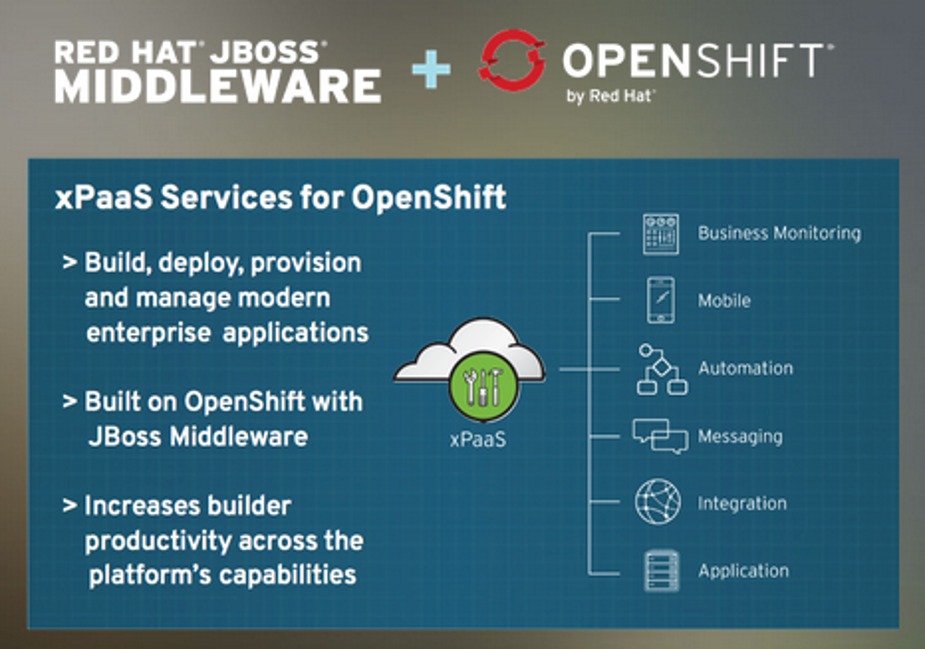 RED HAT® JBOSS®
MIDDLEWARE
+
OPENSHIFT®
by Red Hat®
xPaaS Services for OpenShift
> Build, deploy, provision
and manage modern
enterprise applications
> Built on OpenShift with
JBoss Middleware
> Increases builder
productivity across the
platform's capabilities
xPaaS
Business Monitoring
Mobile
Automation
Messaging
Integration
Application